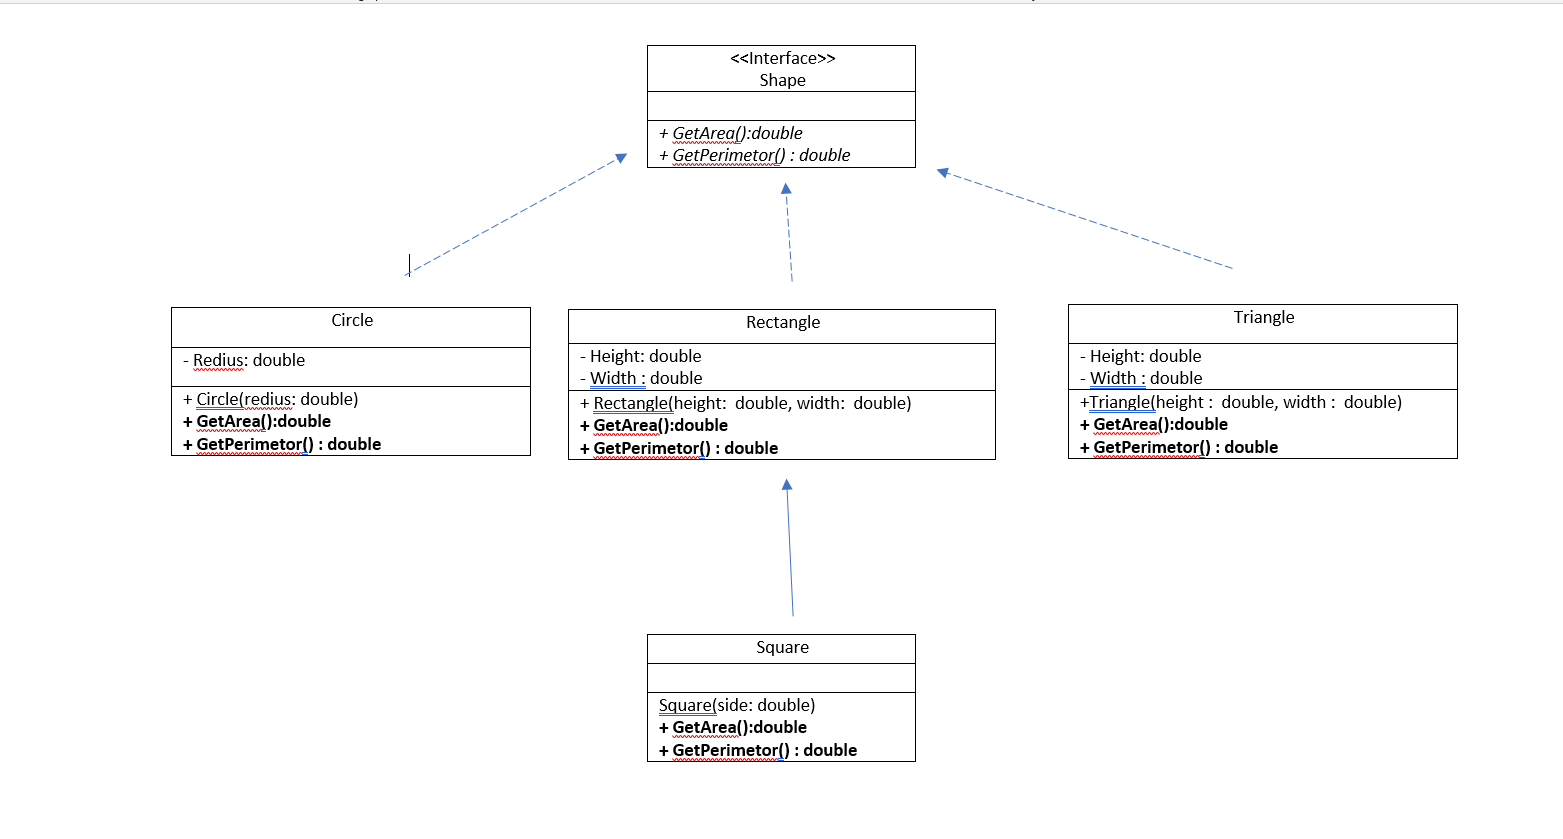 <<Interface>>
Shape
+ GetArea():double
+ GetPerimetor() : double
Circle
- Redius: double
+ Circle(redius: double)
+ GetArea():double
+ GetPerimetor() : double
Rectangle
- Height: double
- Width : double
+ Rectangle(height:  double, width:  double)
+ GetArea():double
+ GetPerimetor() : double
Triangle
- Height: double
- Width : double
+Triangle(height :  double, width :  double)
+ GetArea():double
+ GetPerimetor() : double
Square
Square(side: double)
+ GetArea():double
+ GetPerimetor() : double